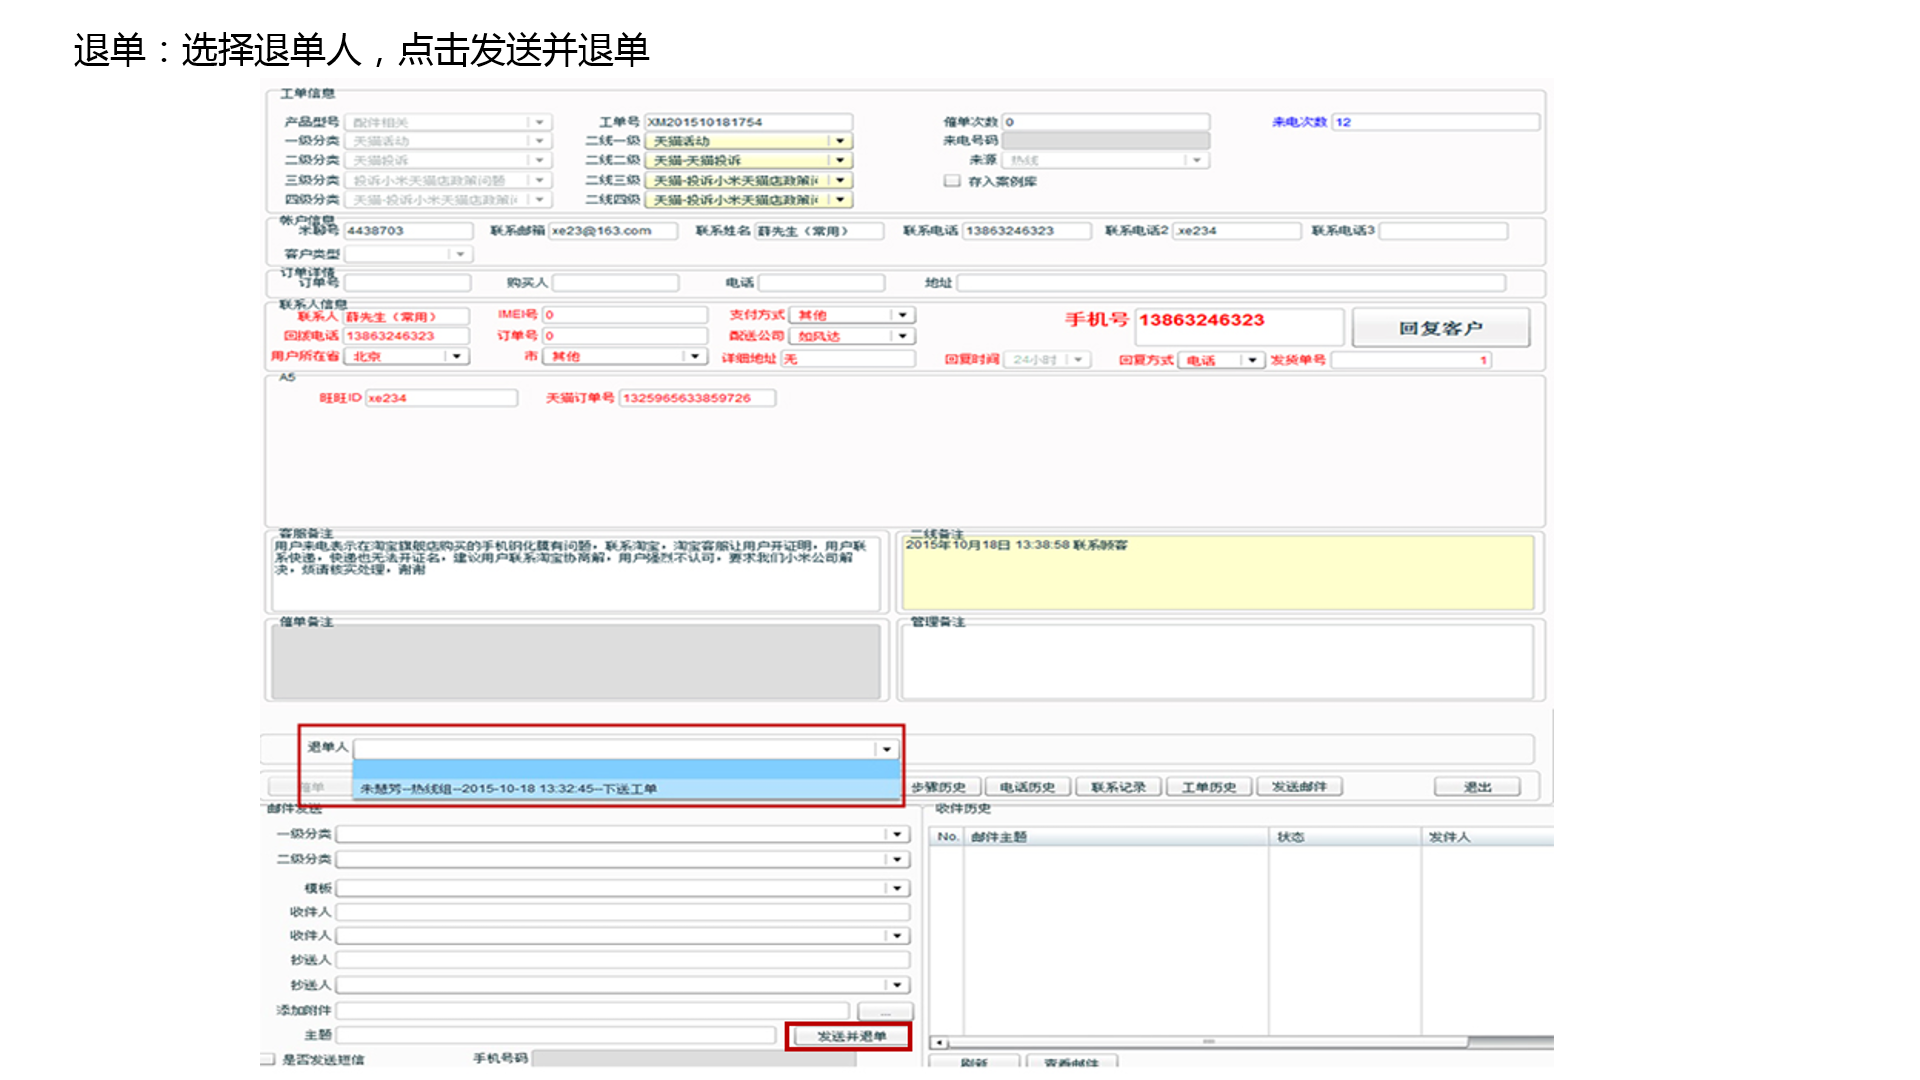 退单：选择退单人，点击发送并退单
工单信息
产品型号 配件相关 工单号 XM201510181754 催单次数 0 来电次数 12
一级分类 天猫活动 二线一级 天猫活动 来电号码
二级分类 天猫投诉 二线二级 天猫-天猫投诉 来源 热线
三级分类 投诉小米天猫店政策问题 二线三级 天猫-投诉小米天猫店政策 存入案例库
四级分类 天猫-投诉小米天猫店政策 二线四级 天猫-投诉小米天猫店政策
帐户信息
米聊号 4438703 联系邮箱 xe23@163.com 联系姓名 薛先生（常用） 联系电话 13863246323 联系电话2 xe234 联系电话3
客户类型
订单详情
订单号 购买人 电话 地址
联系人信息
联系人 薛先生（常用） IMEI号 0 支付方式 其他 手机号 13863246323 回复客户
回拨电话 13863246323 订单号 0 配送公司 如风达
用户所在省 北京 市 其他 详细地址 无 回复时间 24小时 回复方式 电话 发货单号 1
A5
旺旺ID xe234 天猫订单号 1325965633859726
客服备注 二线备注
用户来电表示在淘宝旗舰店购买的手机钢化膜有问题，联系淘宝，淘宝客服让用户开证明，用户联
系快递，快递也无法开证名，建议用户联系淘宝协商解，用户强烈不认可，要求我们小米公司解
决，烦请核实处理，谢谢
2015年10月18日 13:38:58 联系顾客
催单备注 管理备注
退单人
朱慧芳--热线组--2015-10-18 13:32:45--下送工单
步骤历史 电话历史 联系记录 工单历史 发送邮件 退出
邮件发送 收件历史
一级分类 No. 邮件主题 状态 发件人
二级分类
模板
收件人
收件人
抄送人
抄送人
添加附件 ...
主题 发送并退单
是否发送短信 手机号码 刷新 查看邮件